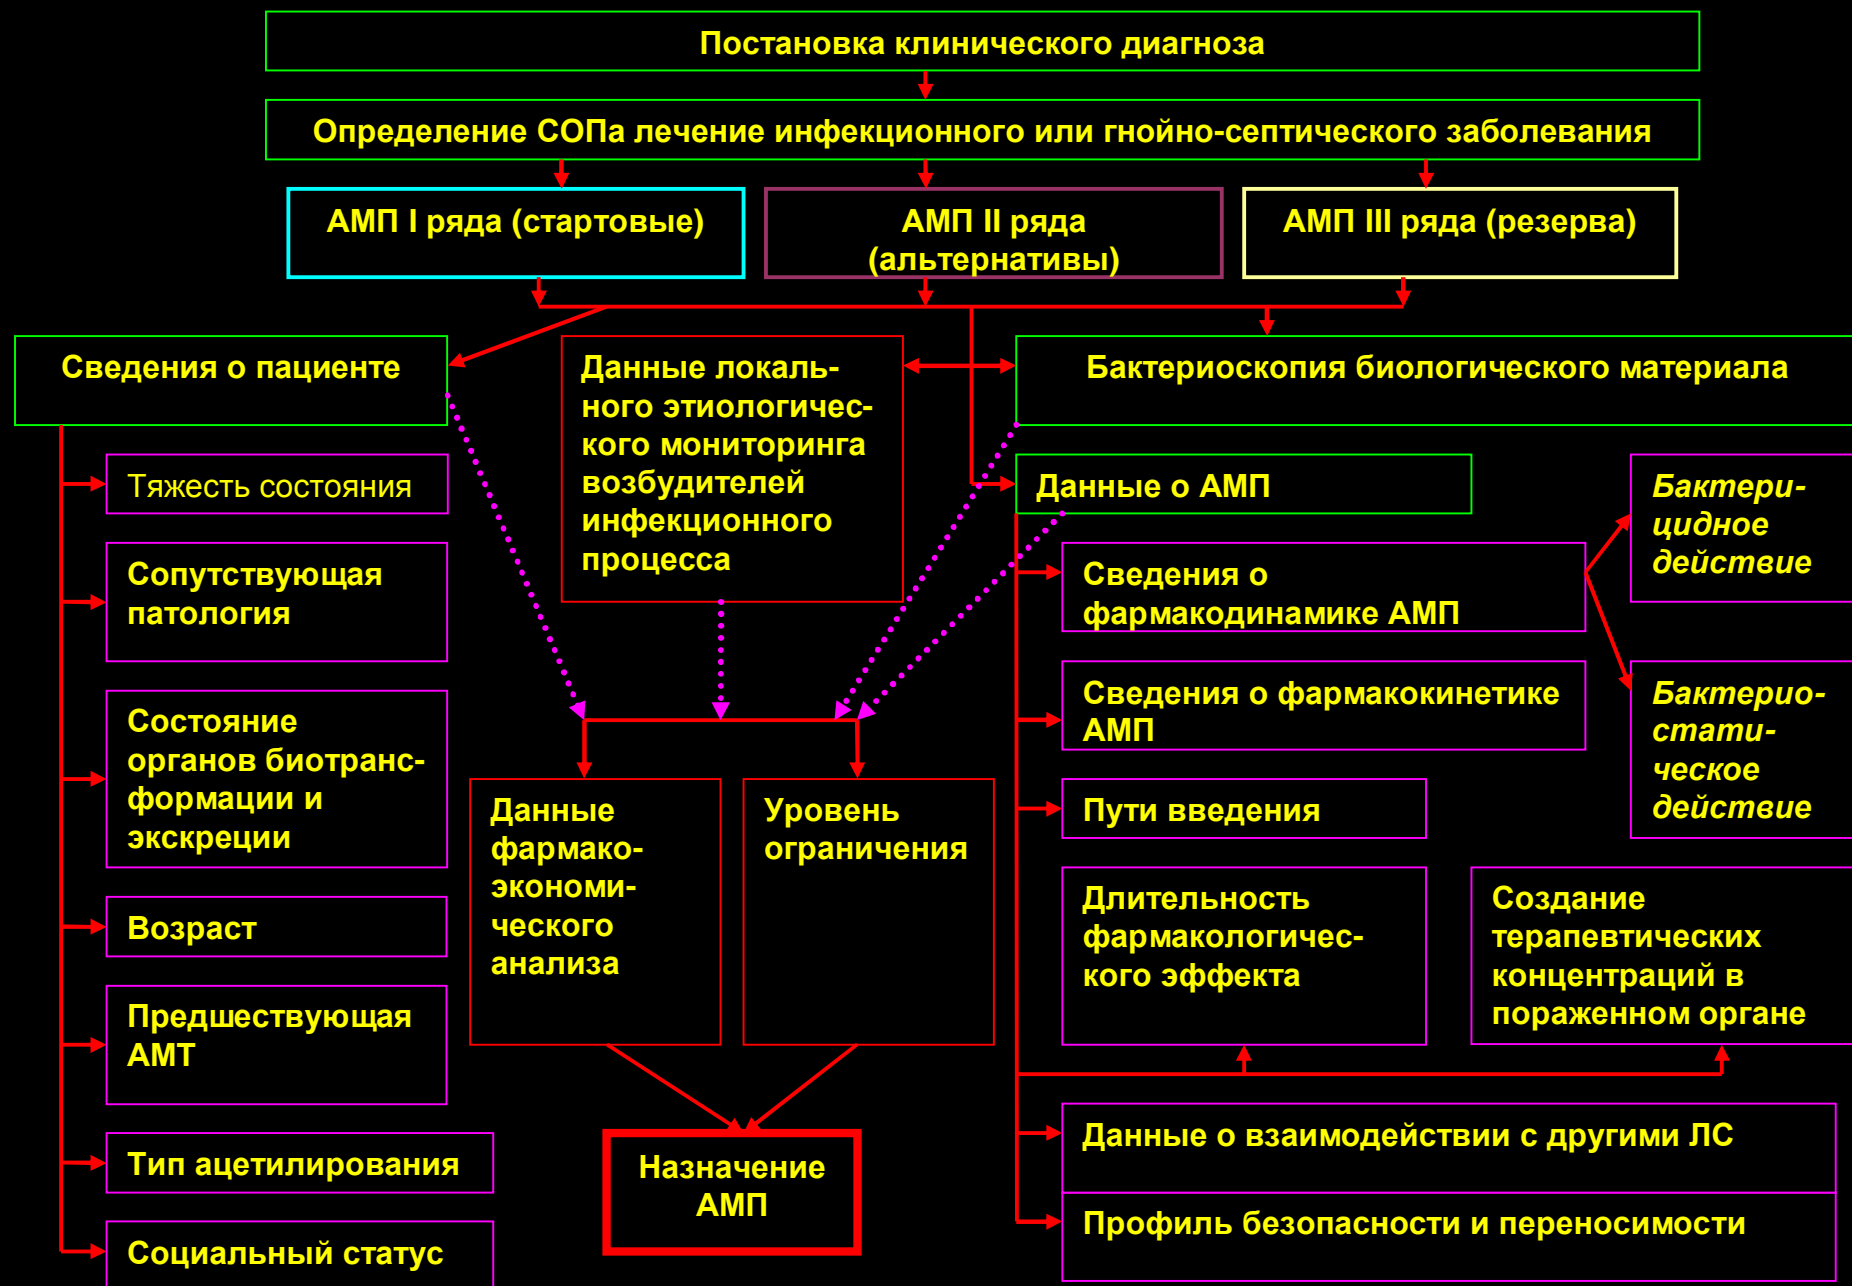 Постановка клинического диагноза
Определение СОПа лечение инфекционного или гнойно-септического заболевания
АМП I ряда (стартовые)
АМП II ряда
(альтернативы)
АМП III ряда (резерва)
Сведения о пациенте
Тяжесть состояния
Сопутствующая
патология
Состояние
органов биотранс-
формации и
экскреции
Возраст
Предшествующая
АМТ
Тип ацетилирования
Социальный статус
Данные локаль-
ного этиологичес-
кого мониторинга
возбудителей
инфекционного
процесса
Бактериоскопия биологического материала
Данные о АМП
Сведения о
фармакодинамике АМП
Бактери-
цидное
действие
Бактерио-
стати-
ческое
действие
Сведения о фармакокинетике
АМП
Пути введения
Длительность
фармакологичес-
кого эффекта
Создание
терапевтических
концентраций в
пораженном органе
Данные о взаимодействии с другими ЛС
Профиль безопасности и переносимости
Данные
фармако-
экономи-
ческого
анализа
Уровень
ограничения
Назначение
АМП